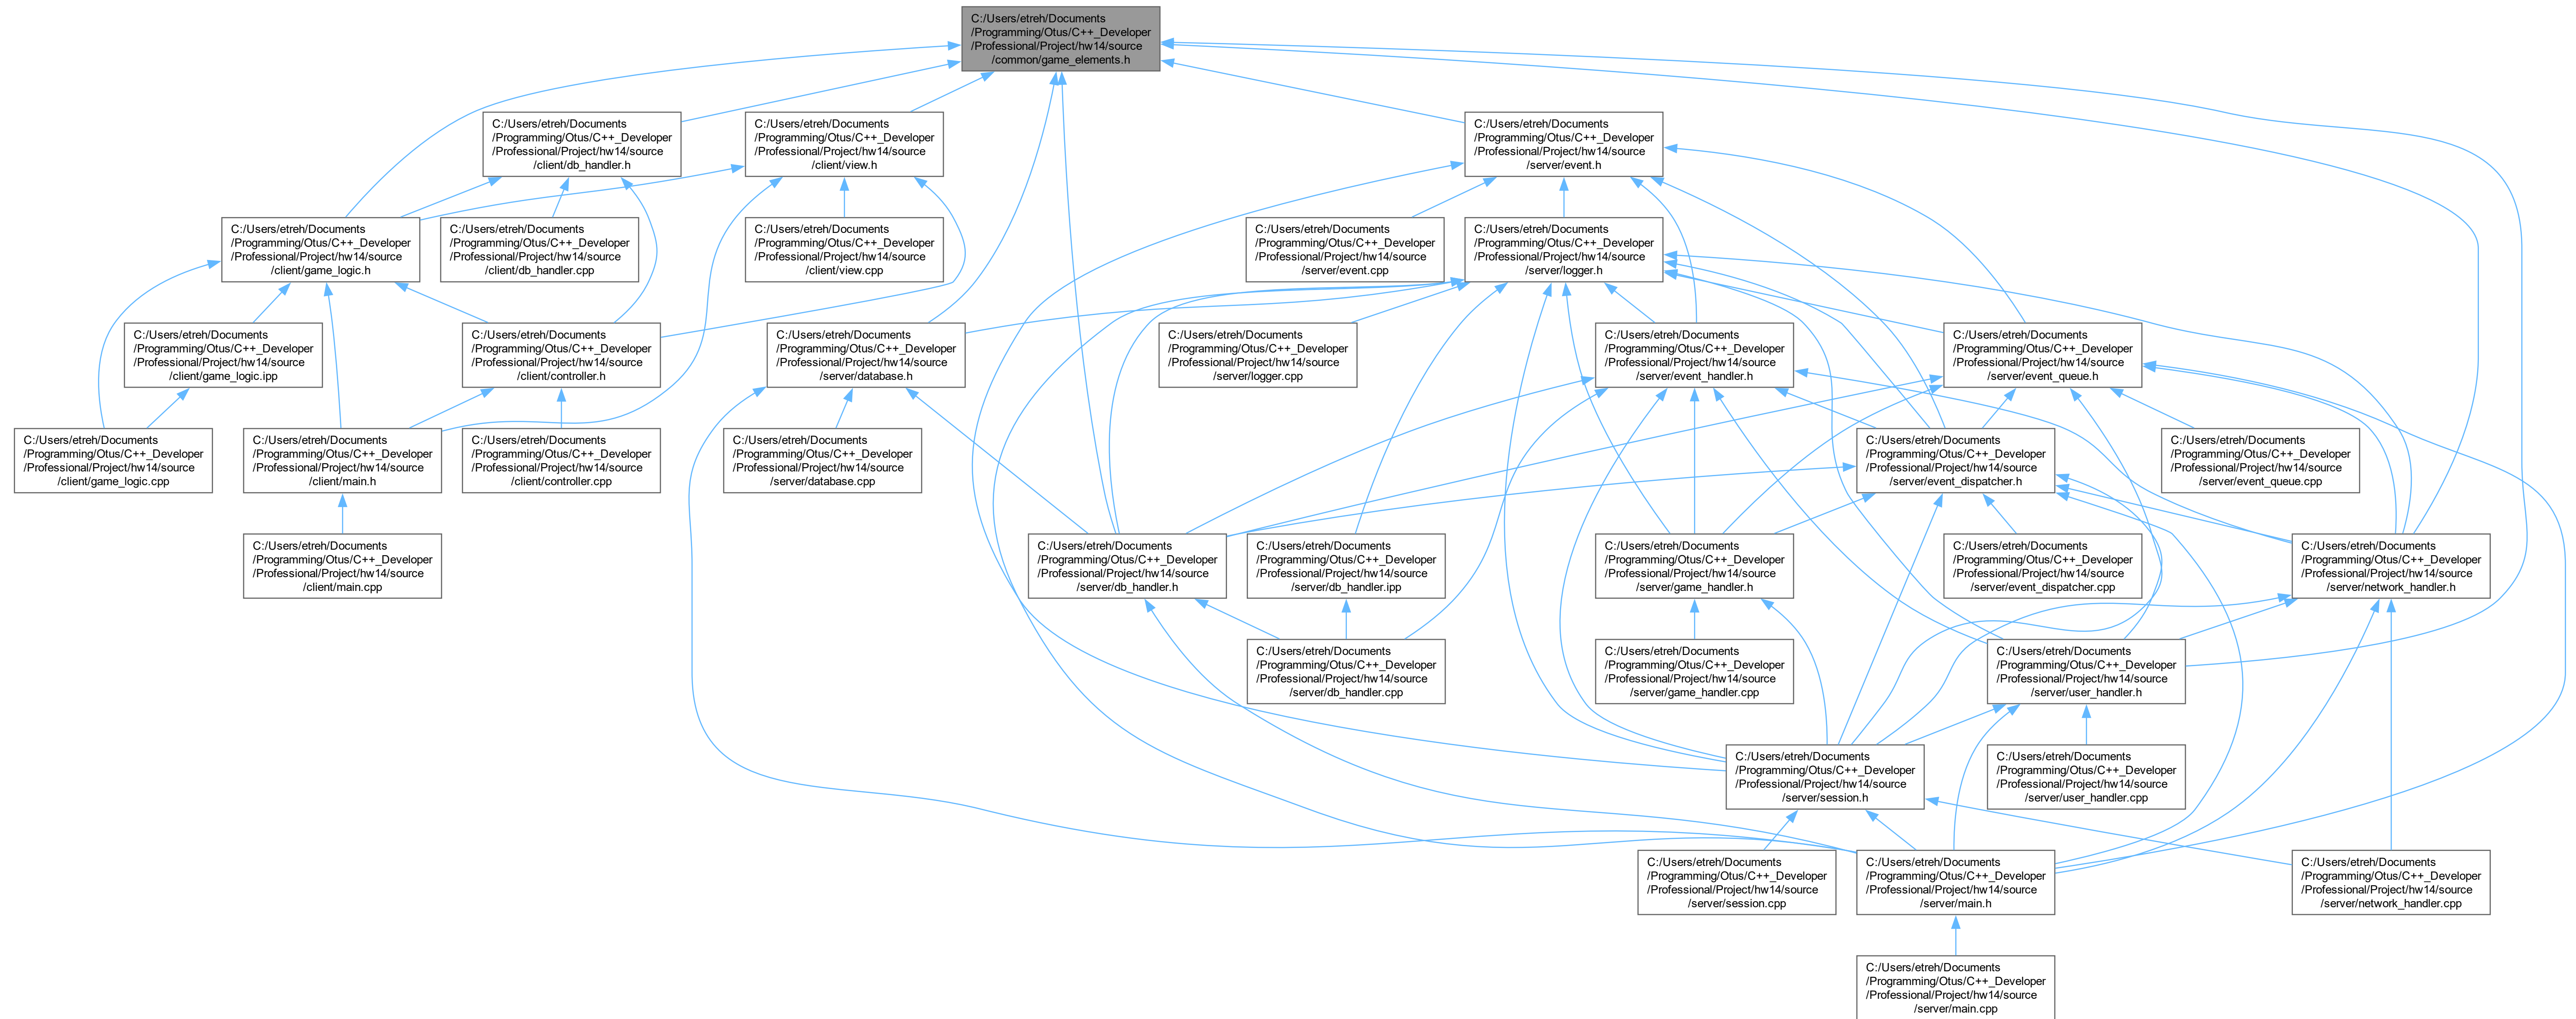 C:/Users/etreh/Documents
/Programming/Otus/C++_Developer
/Professional/Project/hw14/source
/common/game_elements.h
C:/Users/etreh/Documents
/Programming/Otus/C++_Developer
/Professional/Project/hw14/source
/client/db_handler.h
C:/Users/etreh/Documents
/Programming/Otus/C++_Developer
/Professional/Project/hw14/source
/client/view.h
C:/Users/etreh/Documents
/Programming/Otus/C++_Developer
/Professional/Project/hw14/source
/server/event.h
C:/Users/etreh/Documents
/Programming/Otus/C++_Developer
/Professional/Project/hw14/source
/client/game_logic.h
C:/Users/etreh/Documents
/Programming/Otus/C++_Developer
/Professional/Project/hw14/source
/client/db_handler.cpp
C:/Users/etreh/Documents
/Programming/Otus/C++_Developer
/Professional/Project/hw14/source
/client/view.cpp
C:/Users/etreh/Documents
/Programming/Otus/C++_Developer
/Professional/Project/hw14/source
/server/event.cpp
C:/Users/etreh/Documents
/Programming/Otus/C++_Developer
/Professional/Project/hw14/source
/server/logger.h
C:/Users/etreh/Documents
/Programming/Otus/C++_Developer
/Professional/Project/hw14/source
/client/game_logic.ipp
C:/Users/etreh/Documents
/Programming/Otus/C++_Developer
/Professional/Project/hw14/source
/client/controller.h
C:/Users/etreh/Documents
/Programming/Otus/C++_Developer
/Professional/Project/hw14/source
/server/database.h
C:/Users/etreh/Documents
/Programming/Otus/C++_Developer
/Professional/Project/hw14/source
/server/logger.cpp
C:/Users/etreh/Documents
/Programming/Otus/C++_Developer
/Professional/Project/hw14/source
/server/event_handler.h
C:/Users/etreh/Documents
/Programming/Otus/C++_Developer
/Professional/Project/hw14/source
/server/event_queue.h
C:/Users/etreh/Documents
/Programming/Otus/C++_Developer
/Professional/Project/hw14/source
/client/game_logic.cpp
C:/Users/etreh/Documents
/Programming/Otus/C++_Developer
/Professional/Project/hw14/source
/client/main.h
C:/Users/etreh/Documents
/Programming/Otus/C++_Developer
/Professional/Project/hw14/source
/client/controller.cpp
C:/Users/etreh/Documents
/Programming/Otus/C++_Developer
/Professional/Project/hw14/source
/server/database.cpp
C:/Users/etreh/Documents
/Programming/Otus/C++_Developer
/Professional/Project/hw14/source
/server/event_dispatcher.h
C:/Users/etreh/Documents
/Programming/Otus/C++_Developer
/Professional/Project/hw14/source
/server/event_queue.cpp
C:/Users/etreh/Documents
/Programming/Otus/C++_Developer
/Professional/Project/hw14/source
/client/main.cpp
C:/Users/etreh/Documents
/Programming/Otus/C++_Developer
/Professional/Project/hw14/source
/server/db_handler.h
C:/Users/etreh/Documents
/Programming/Otus/C++_Developer
/Professional/Project/hw14/source
/server/db_handler.ipp
C:/Users/etreh/Documents
/Programming/Otus/C++_Developer
/Professional/Project/hw14/source
/server/game_handler.h
C:/Users/etreh/Documents
/Programming/Otus/C++_Developer
/Professional/Project/hw14/source
/server/event_dispatcher.cpp
C:/Users/etreh/Documents
/Programming/Otus/C++_Developer
/Professional/Project/hw14/source
/server/network_handler.h
C:/Users/etreh/Documents
/Programming/Otus/C++_Developer
/Professional/Project/hw14/source
/server/db_handler.cpp
C:/Users/etreh/Documents
/Programming/Otus/C++_Developer
/Professional/Project/hw14/source
/server/game_handler.cpp
C:/Users/etreh/Documents
/Programming/Otus/C++_Developer
/Professional/Project/hw14/source
/server/user_handler.h
C:/Users/etreh/Documents
/Programming/Otus/C++_Developer
/Professional/Project/hw14/source
/server/session.h
C:/Users/etreh/Documents
/Programming/Otus/C++_Developer
/Professional/Project/hw14/source
/server/user_handler.cpp
C:/Users/etreh/Documents
/Programming/Otus/C++_Developer
/Professional/Project/hw14/source
/server/session.cpp
C:/Users/etreh/Documents
/Programming/Otus/C++_Developer
/Professional/Project/hw14/source
/server/main.h
C:/Users/etreh/Documents
/Programming/Otus/C++_Developer
/Professional/Project/hw14/source
/server/network_handler.cpp
C:/Users/etreh/Documents
/Programming/Otus/C++_Developer
/Professional/Project/hw14/source
/server/main.cpp